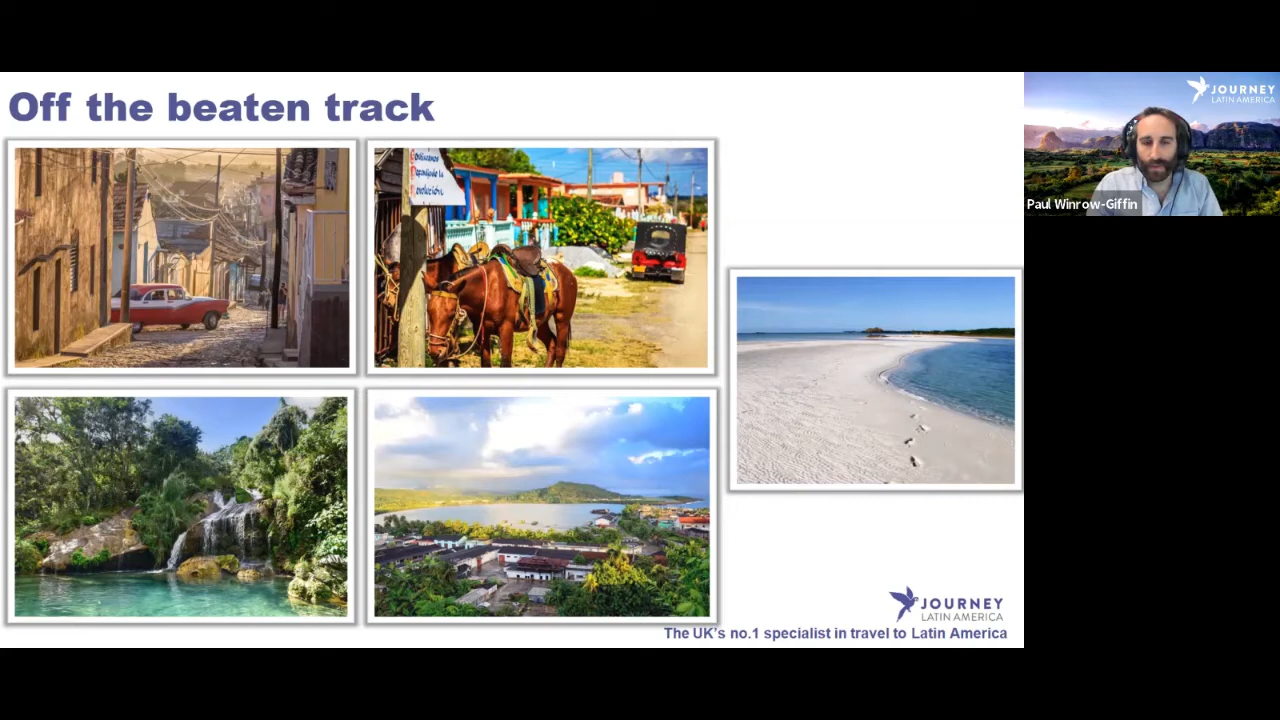 Off the beaten track
JOURNEY
LATIN AMERICA
The UK's no.1 specialist in travel to Latin America
JOURNEY
LATIN AMERICA
Paul Winrow-Giffin